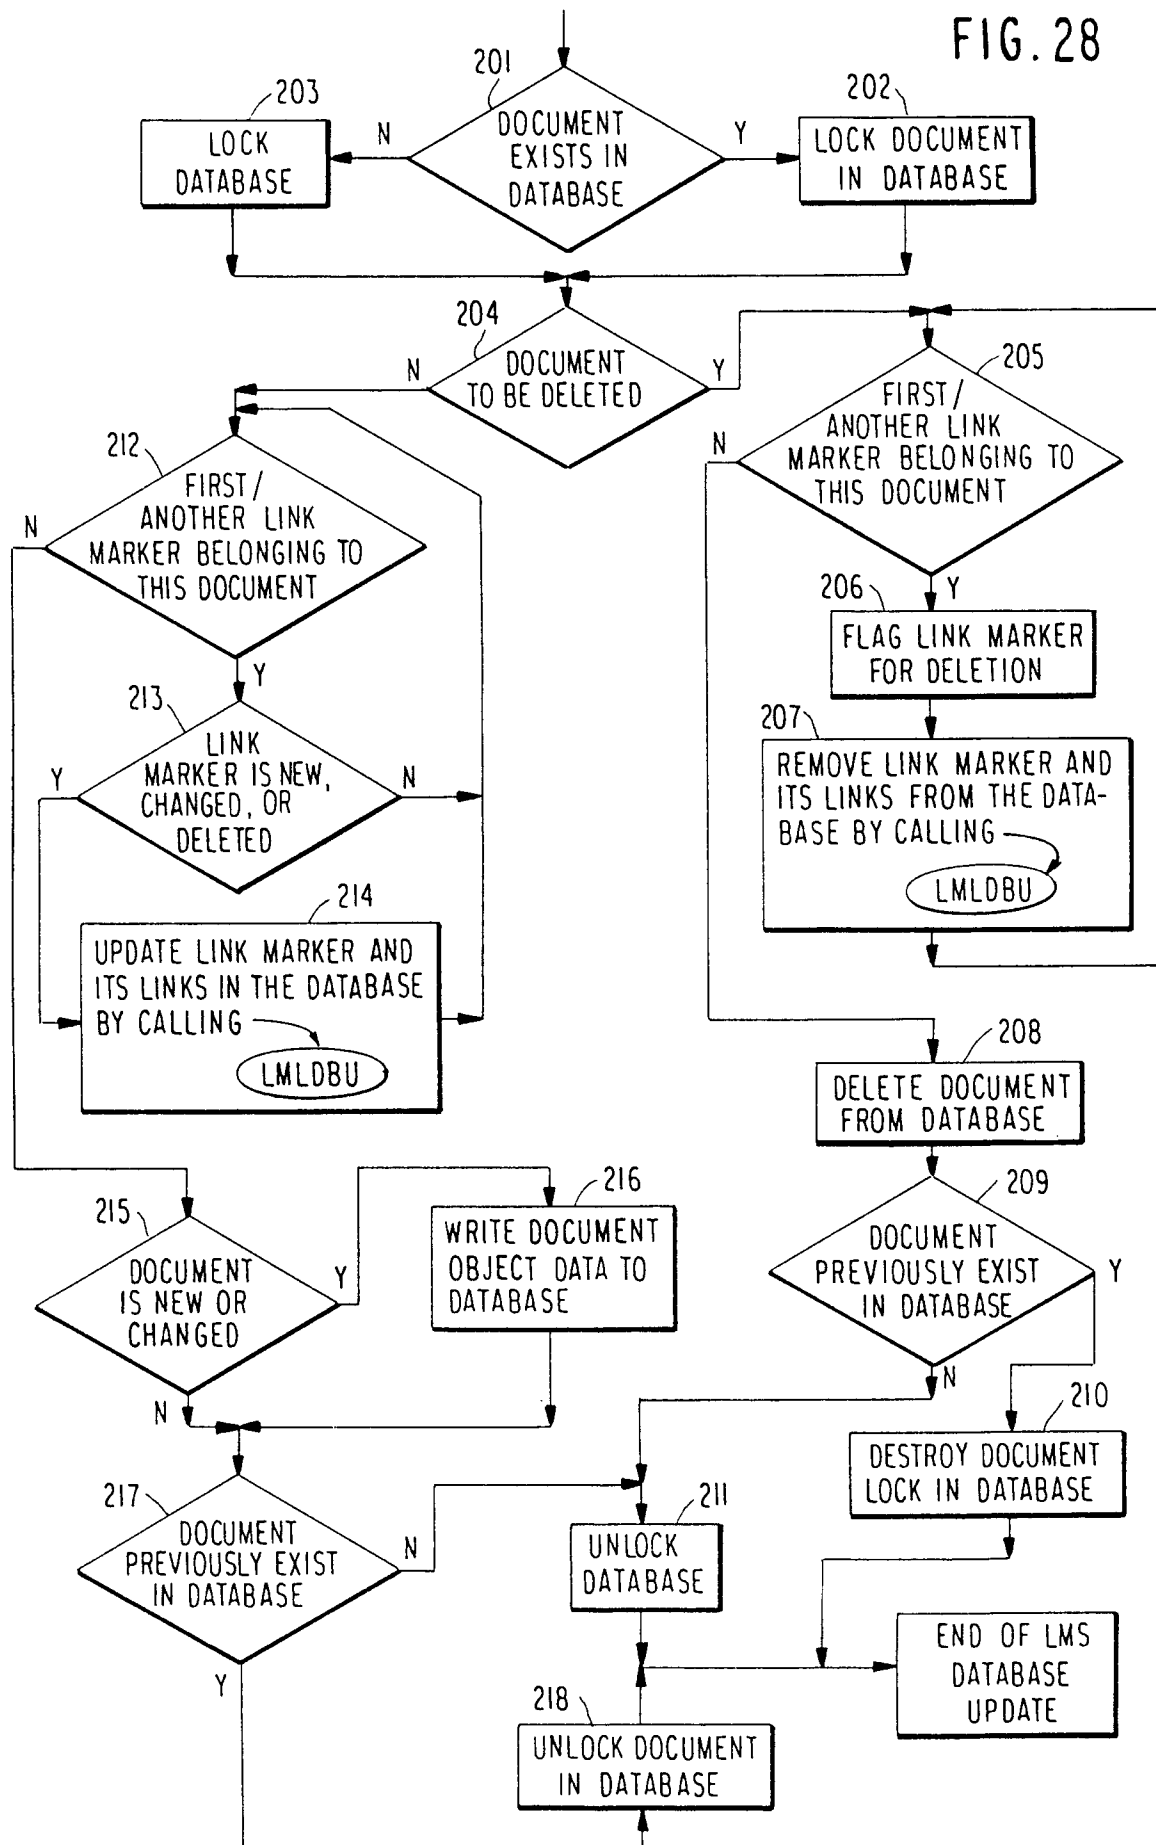 FIG. 28
201
203
202
LOCK
DATABASE
N
DOCUMENT
EXISTS IN
DATABASE
Y
LOCK DOCUMENT
IN DATABASE
204
N
DOCUMENT
TO BE DELETED
Y
205
FIRST/
ANOTHER LINK
MARKER BELONGING TO
THIS DOCUMENT
N
Y
212
FIRST/
ANOTHER LINK
MARKER BELONGING TO
THIS DOCUMENT
N
Y
206
FLAG LINK MARKER
FOR DELETION
213
LINK
MARKER IS NEW,
CHANGED, OR
DELETED
Y
N
207
REMOVE LINK MARKER AND
ITS LINKS FROM THE DATA-
BASE BY CALLING
LMLDBU
214
UPDATE LINK MARKER AND
ITS LINKS IN THE DATABASE
BY CALLING
LMLDBU
208
DELETE DOCUMENT
FROM DATABASE
215
DOCUMENT
IS NEW OR
CHANGED
Y
N
216
WRITE DOCUMENT
OBJECT DATA TO
DATABASE
209
DOCUMENT
PREVIOUSLY EXIST
IN DATABASE
Y
N
210
DESTROY DOCUMENT
LOCK IN DATABASE
217
DOCUMENT
PREVIOUSLY EXIST
IN DATABASE
N
Y
211
UNLOCK
DATABASE
END OF LMS
DATABASE
UPDATE
218
UNLOCK DOCUMENT
IN DATABASE